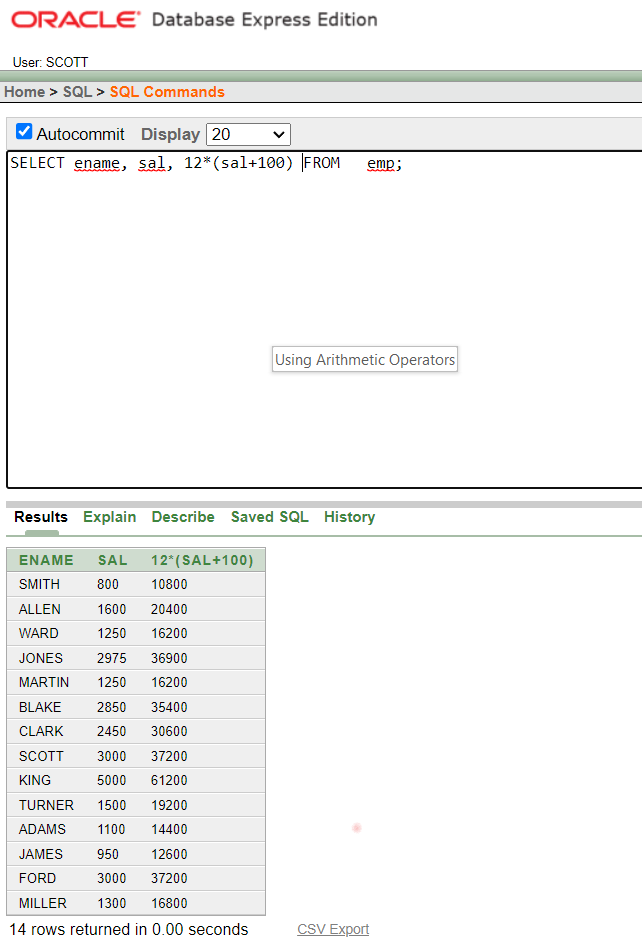 ORACLE® Database Express Edition
User: SCOTT
Home > SQL > SQL Commands
Autocommit Display 20
SELECT ename, sal, 12*(sal+100) FROM emp;
Using Arithmetic Operators
Results Explain Describe Saved SQL History
ENAME SAL 12*(SAL+100)
SMITH 800 10800
ALLEN 1600 20400
WARD 1250 16200
JONES 2975 36900
MARTIN 1250 16200
BLAKE 2850 35400
CLARK 2450 30600
SCOTT 3000 37200
KING 5000 61200
TURNER 1500 19200
ADAMS 1100 14400
JAMES 950 12600
FORD 3000 37200
MILLER 1300 16800
14 rows returned in 0.00 seconds CSV Export